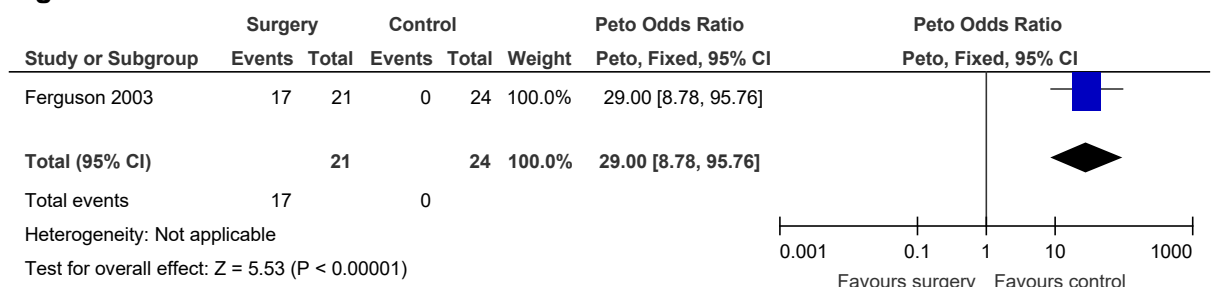 Surgery Control Peto Odds Ratio Peto Odds Ratio
Study or Subgroup Events Total Events Total Weight Peto, Fixed, 95% CI Peto, Fixed, 95% CI
Ferguson 2003 17 21 0 24 100.0% 29.00 [8.78, 95.76]
Total (95% CI) 21 24 100.0% 29.00 [8.78, 95.76]
Total events 17 0
Heterogeneity: Not applicable
Test for overall effect: Z = 5.53 (P < 0.00001)
0.001 0.1 1 10 1000
Favours surgery Favours control